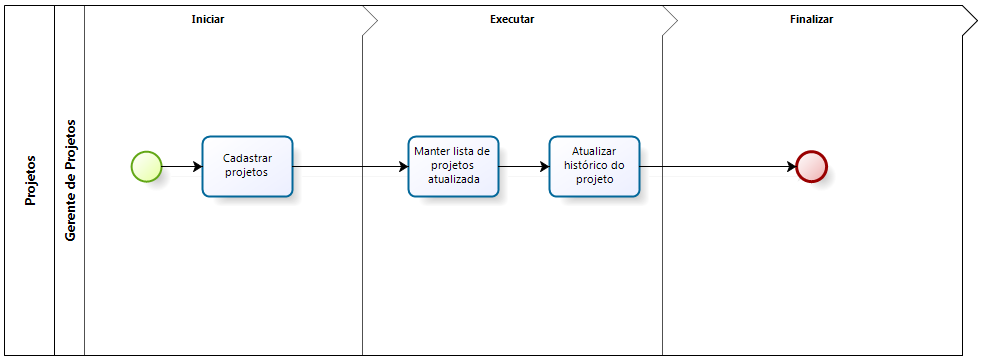 Iniciar
Executar
Finalizar
Projetos
Gerente de Projetos
Cadastrar
projetos
Manter lista de
projetos
atualizada
Atualizar
histórico do
projeto